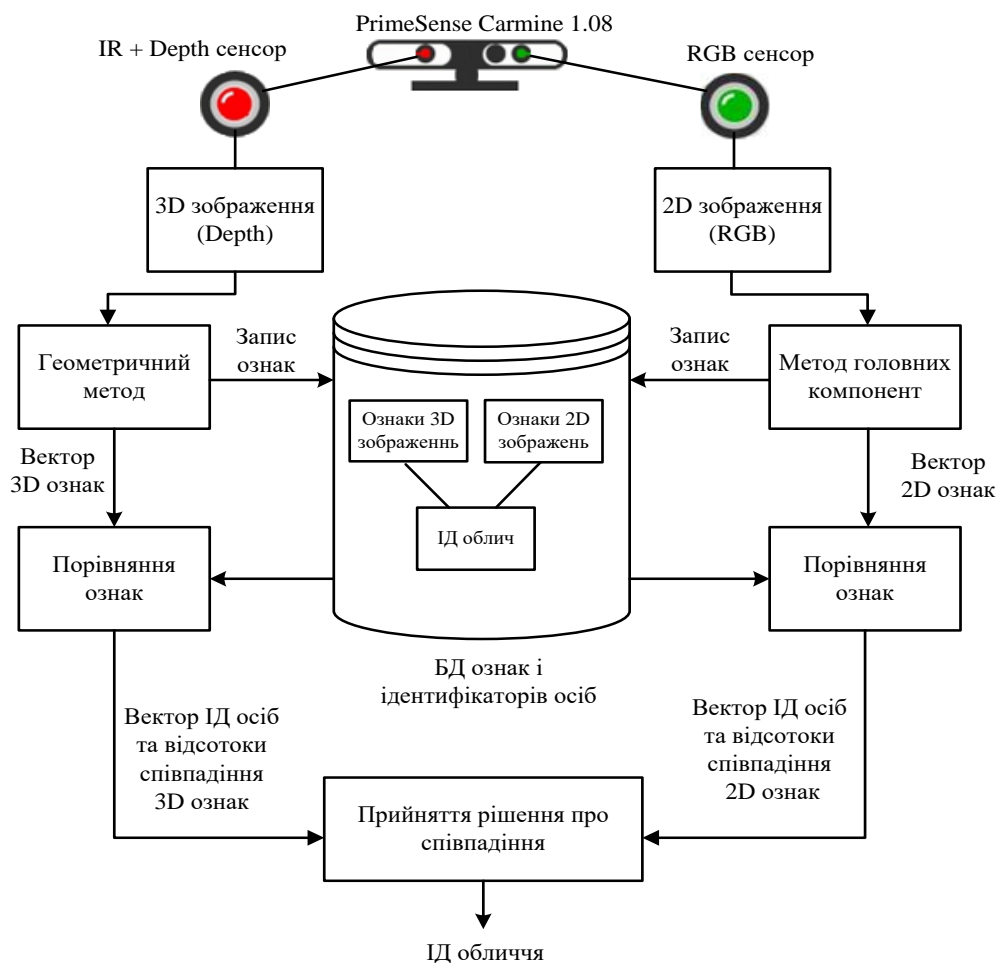 PrimeSense Carmine 1.08
IR + Depth сенсор
RGB сенсор
3D зображення
(Depth)
2D зображення
(RGB)
Геометричний
метод
Запис
ознак
Запис
ознак
Метод головних
компонент
Ознаки 3D
зображеннь
Ознаки 2D
зображень
ІД облич
Вектор
3D ознак
Вектор
2D ознак
Порівняння
ознак
Порівняння
ознак
БД ознак і
ідентифікаторів осіб
Вектор ІД осіб
та відсотоки
співпадіння
3D ознак
Вектор ІД осіб
та відсотоки
співпадіння
2D ознак
Прийняття рішення про
співпадіння
ІД обличчя